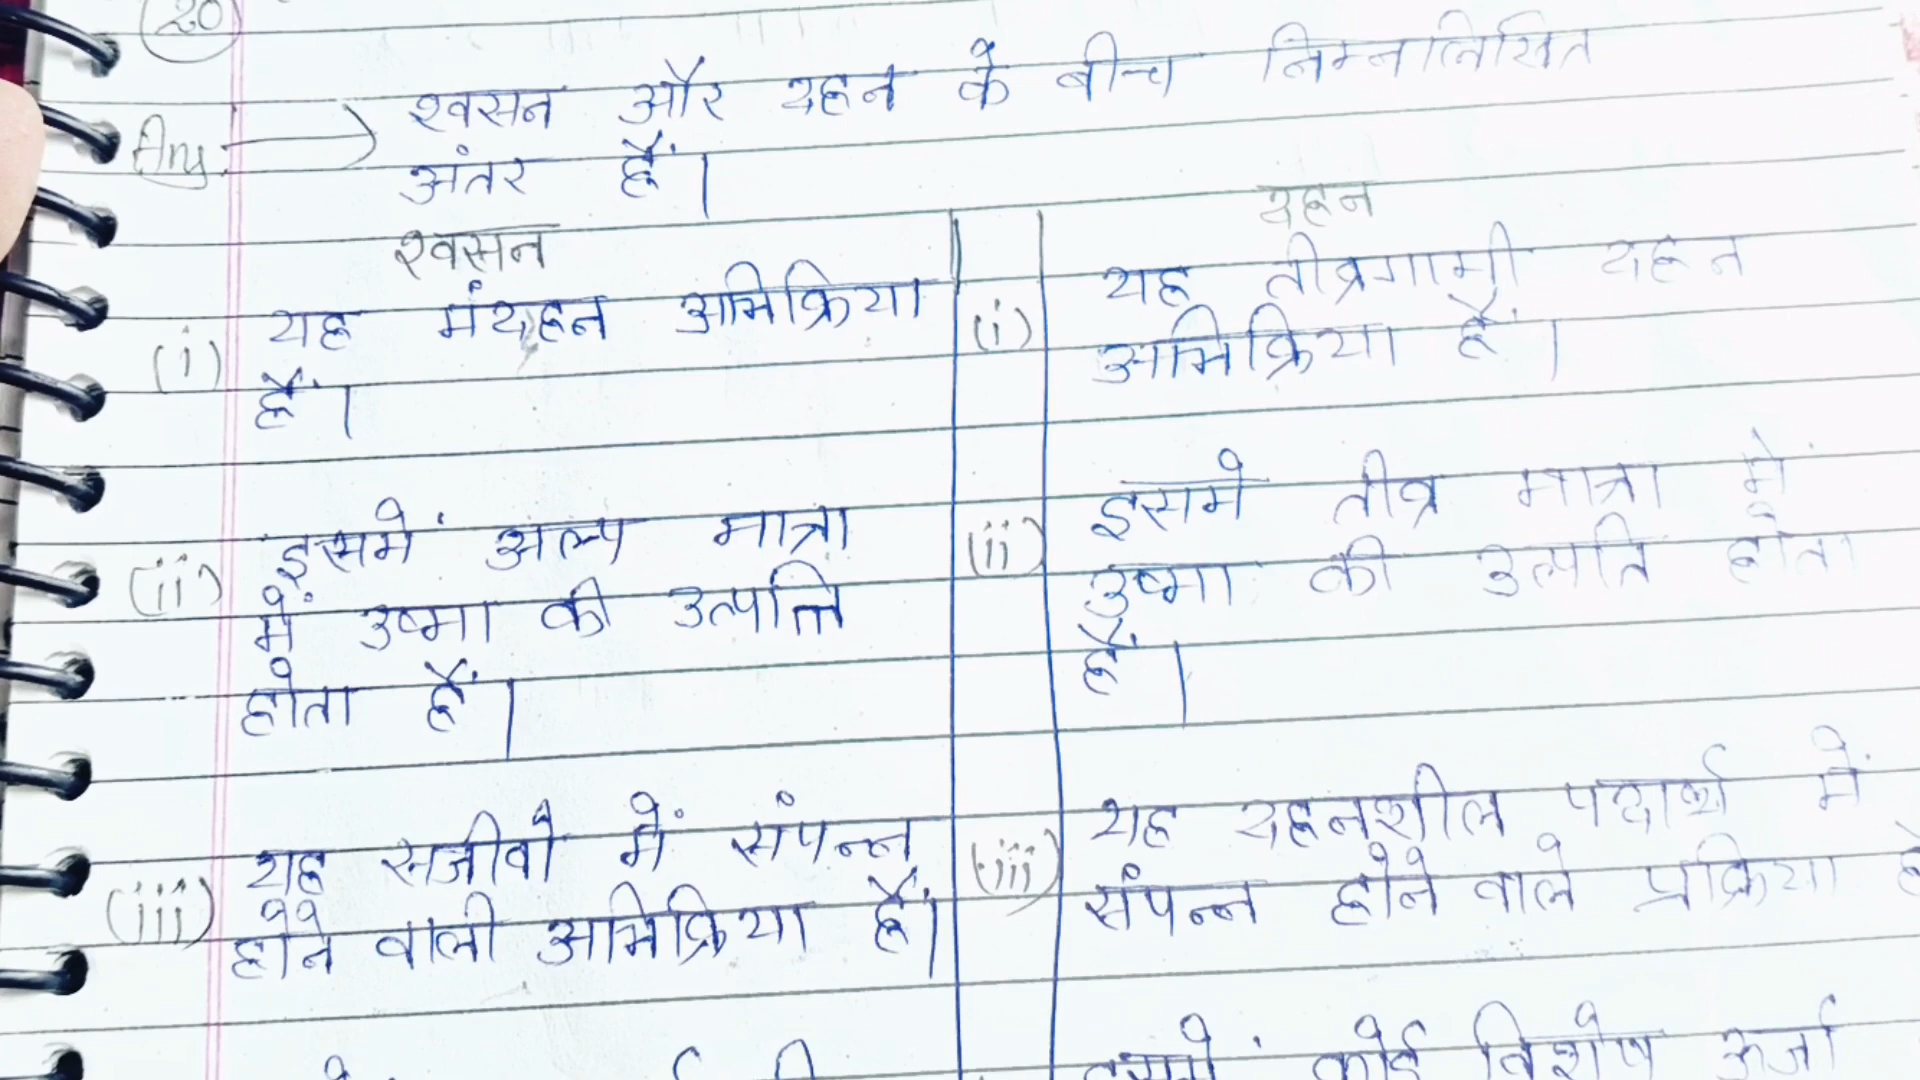 20
Ans → श्वसन और दहन के बीच निम्नलिखित
अंतर हैं।
श्वसन
(i) यह मंदहन अभिक्रिया
हैं।
(ii) इसमें अल्प मात्रा
में उष्मा की उत्पत्ति
होता हैं।
(iii) यह सजीवो में संपन्न
होने वाली अभिक्रिया हैं।
दहन
(i) यह तीव्रगामी दहन
अभिक्रिया हैं।
(ii) इसमे तीव्र मात्रा में
उष्मा की उत्पति होता
हैं।
(iii) यह दहनशील पदार्थ में
संपन्न होने वाले प्रक्रिया
कोई विशेष ऊर्जा